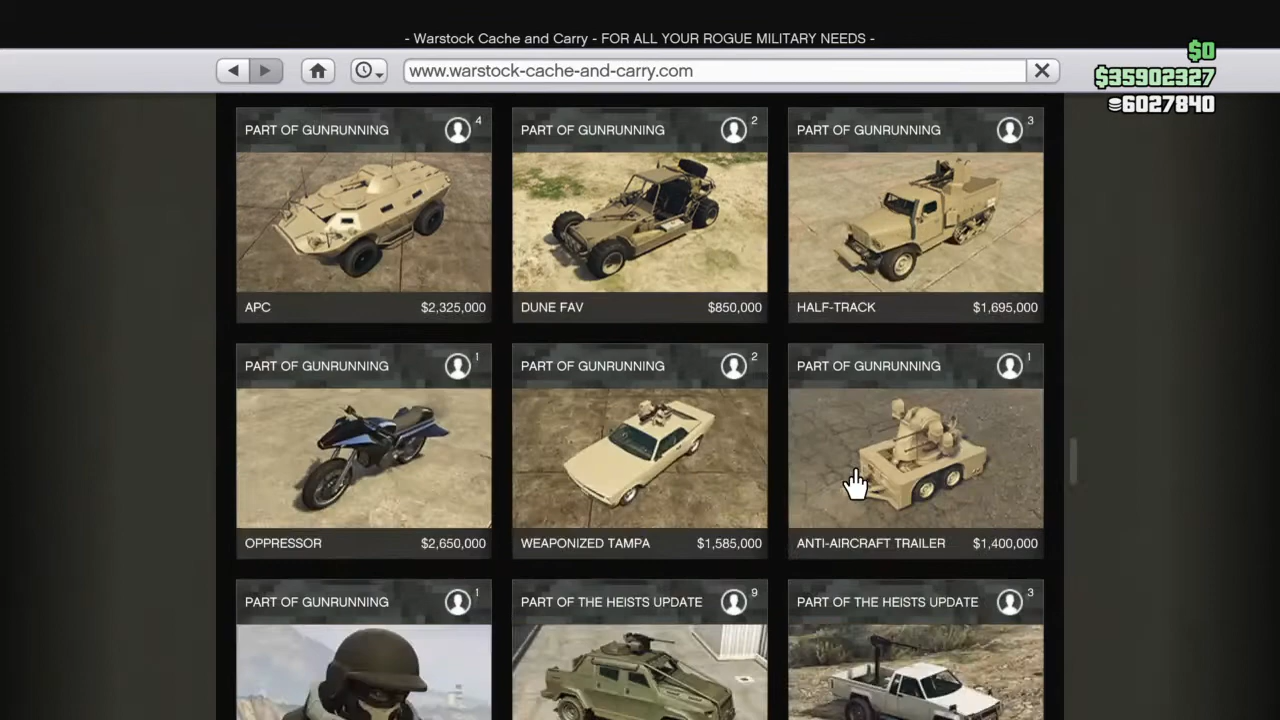 - Warstock Cache and Carry - FOR ALL YOUR ROGUE MILITARY NEEDS -
$0
www.warstock-cache-and-carry.com
$35902327
6027840
PART OF GUNRUNNING 4
PART OF GUNRUNNING 2
PART OF GUNRUNNING 3
APC $2,325,000
DUNE FAV $850,000
HALF-TRACK $1,695,000
PART OF GUNRUNNING 1
PART OF GUNRUNNING 2
PART OF GUNRUNNING 1
OPPRESSOR $2,650,000
WEAPONIZED TAMPA $1,585,000
ANTI-AIRCRAFT TRAILER $1,400,000
PART OF GUNRUNNING 1
PART OF THE HEISTS UPDATE 9
PART OF THE HEISTS UPDATE 3